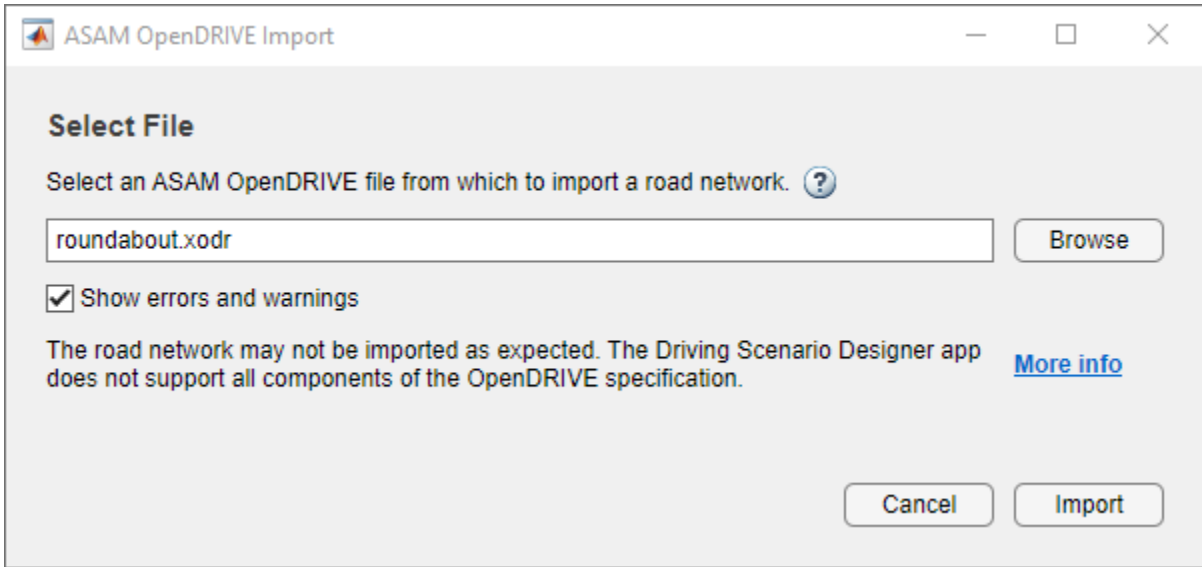 ASAM OpenDRIVE Import
Select File
Select an ASAM OpenDRIVE file from which to import a road network. ?
roundabout.xodr
Browse
Show errors and warnings
The road network may not be imported as expected. The Driving Scenario Designer app
does not support all components of the OpenDRIVE specification.
More info
Cancel
Import